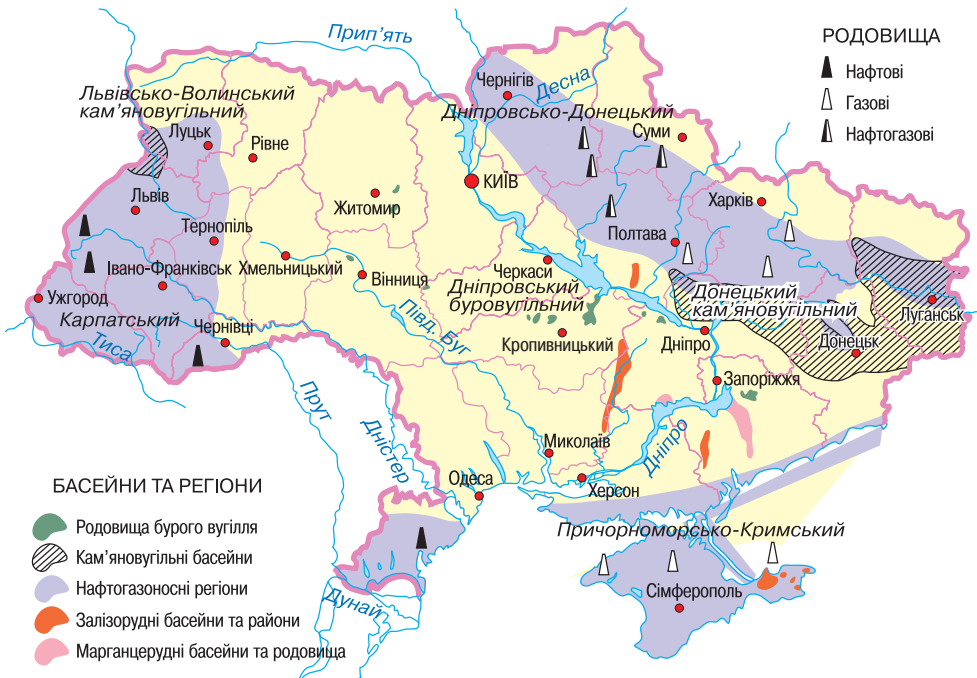 Прип'ять
РОДОВИЩА
Нафтові
Газові
Нафтогазові
Чернігів
Десна
Львівсько-Волинський
кам'яновугільний
Дніпровсько-Донецький
Луцьк
Рівне
Суми
КИЇВ
Житомир
Львів
Харків
Тернопіль
Полтава
Івано-Франківськ
Хмельницький
Вінниця
Черкаси
Дніпровський
буровугільний
Донецький
кам'яновугільний
Ужгород
Карпатський
Луганськ
Тиса
Чернівці
Півд. Буг
Кропивницький
Дніпро
Донецьк
Запоріжжя
Прут
Дністер
Миколаїв
Дніпро
Одеса
Херсон
БАСЕЙНИ ТА РЕГІОНИ
Родовища бурого вугілля
Кам'яновугільні басейни
Нафтогазоносні регіони
Залізорудні басейни та райони
Марганцерудні басейни та родовища
Причорноморсько-Кримський
Сімферополь
Дунай